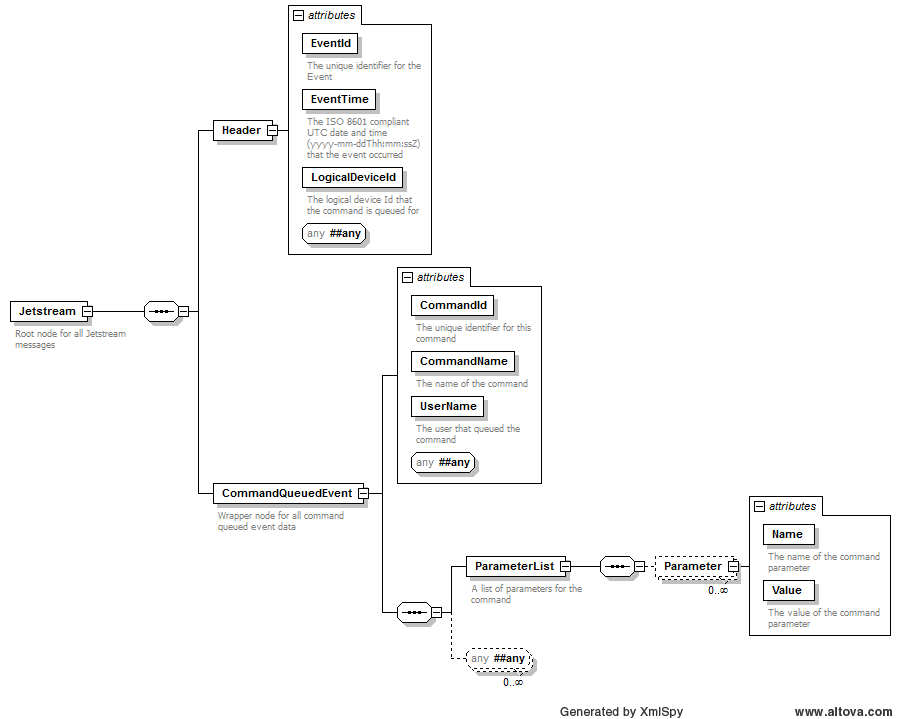 attributes
EventId
The unique identifier for the
Event
EventTime
The ISO 8601 compliant
UTC date and time
(yyyy-mm-ddThh:mm:ssZ)
that the event occurred
Header
LogicalDeviceId
The logical device Id that
the command is queued for
any ##any
attributes
CommandId
The unique identifier for this
command
CommandName
The name of the command
UserName
The user that queued the
command
any ##any
Jetstream
Root node for all Jetstream
messages
CommandQueuedEvent
Wrapper node for all command
queued event data
attributes
Name
The name of the command
parameter
Value
The value of the command
parameter
ParameterList
A list of parameters for the
command
Parameter
0..∞
any ##any
0..∞
Generated by XmlSpy
www.altova.com